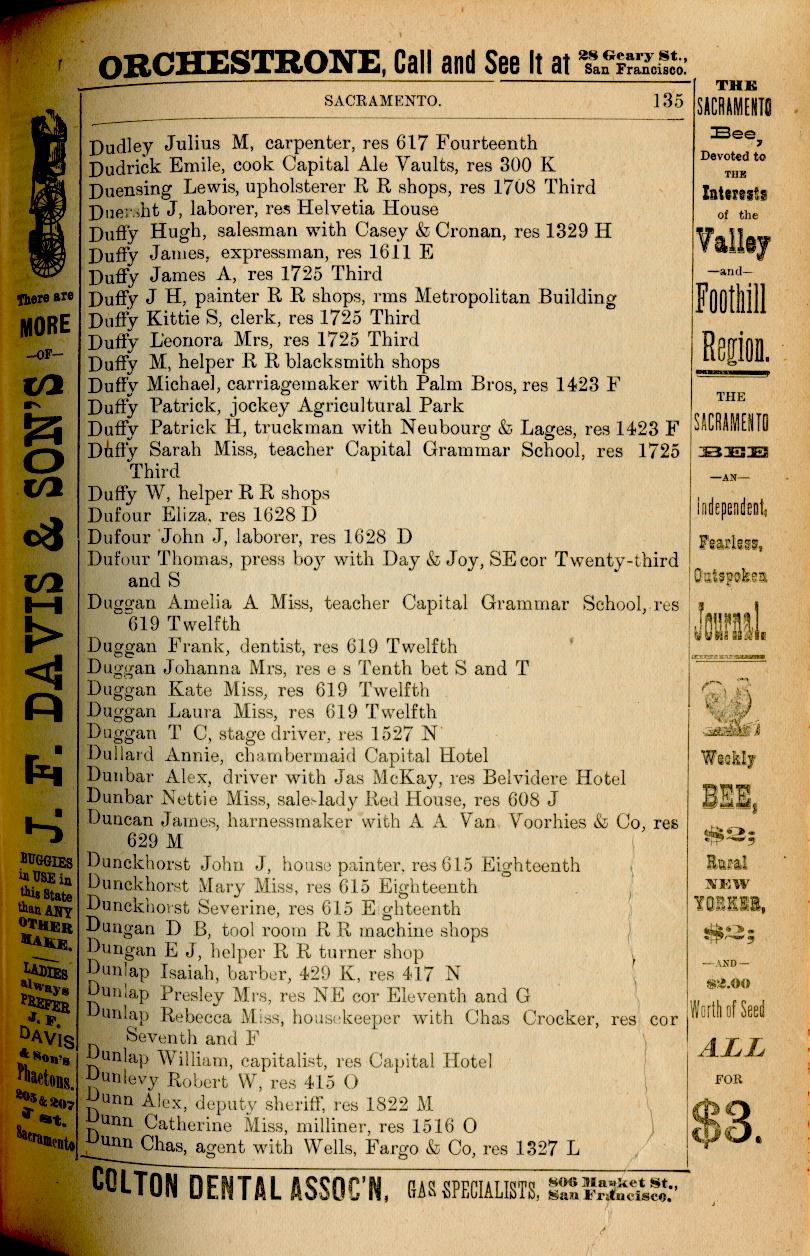 ORCHESTRONE, Call and See It at 28 Geary St., San Francisco.
SACRAMENTO. 135
Dudley Julius M, carpenter, res 617 Fourteenth
Dudrick Emile, cook Capital Ale Vaults, res 300 K
Duensing Lewis, upholsterer R R shops, res 1708 Third
J, laborer, res Helvetia House
Duffy Hugh, salesman with Casey & Cronan, res 1329 H
Duffy James, expressman, res 1611 E
Duffy James A, res 1725 Third
Duffy J H, painter R R shops, rms Metropolitan Building
Duffy Kittie S, clerk, res 1725 Third
Duffy Leonora Mrs, res 1725 Third
Duffy M, helper R R blacksmith shops
Duffy Michael, carriagemaker with Palm Bros, res 1423 F
Duffy Patrick, jockey Agricultural Park
Duffy Patrick H, truckman with Neubourg & Lages, res 1423 F
Duffy Sarah Miss, teacher Capital Grammar School, res 1725
Third
Duffy W, helper R R shops
Dufour Eliza, res 1628 D
Dufour John J, laborer, res 1628 D
Dufour Thomas, press boy with Day & Joy, SE cor Twenty-third
and S
Duggan Amelia A Miss, teacher Capital Grammar School, res
619 Twelfth
Duggan Frank, dentist, res 619 Twelfth
Duggan Johanna Mrs, res e s Tenth bet S and T
Duggan Kate Miss, res 619 Twelfth
Duggan Laura Miss, res 619 Twelfth
Duggan T C, stage driver, res 1527 N
Dullard Annie, chambermaid Capital Hotel
Dunbar Alex, driver with Jas McKay, res Belvidere Hotel
Dunbar Nettie Miss, saleslady Red House, res 608 J
Duncan James, harnessmaker with A A Van Voorhies & Co, res
629 M
Dunckhorst John J, house painter, res 615 Eighteenth
Dunckhorst Mary Miss, res 615 Eighteenth
Dunckhorst Severine, res 615 Eighteenth
Dungan D B, tool room R R machine shops
Dungan E J, helper R R turner shop
Dunlap Isaiah, barber, 429 K, res 417 N
Dunlap Presley Mrs, res NE cor Eleventh and G
Dunlap Rebecca Miss, housekeeper with Chas Crocker, res cor
Seventh and F
Dunlap William, capitalist, res Capital Hotel
Dunlevy Robert W, res 415 O
Dunn Alex, deputy sheriff, res 1822 M
Dunn Catherine Miss, milliner, res 1516 O
Dunn Chas, agent with Wells, Fargo & Co, res 1327 L
There are
MORE
—OF—
J. F. DAVIS & SON'S
BUGGIES
in USE in
this State
than ANY
OTHER
MAKE.
LADIES
always
PREFER
J. F.
DAVIS
& Son's
Phaetons.
205 & 207
J St.
Sacramento
THE
SACRAMENTO
Bee,
Devoted to
THE
Interests
of the
Valley
—and—
Foothill
Region.
THE
SACRAMENTO
BEE
—AN—
Independent,
Fearless,
Outspoken
Journal.
Weekly
BEE,
$2;
Rural
NEW
YORKER,
$2;
—AND—
$2.00
Worth of Seed
ALL
FOR
$3.
COLTON DENTAL ASSOC'N, GAS SPECIALISTS, 806 Market St., San Francisco.